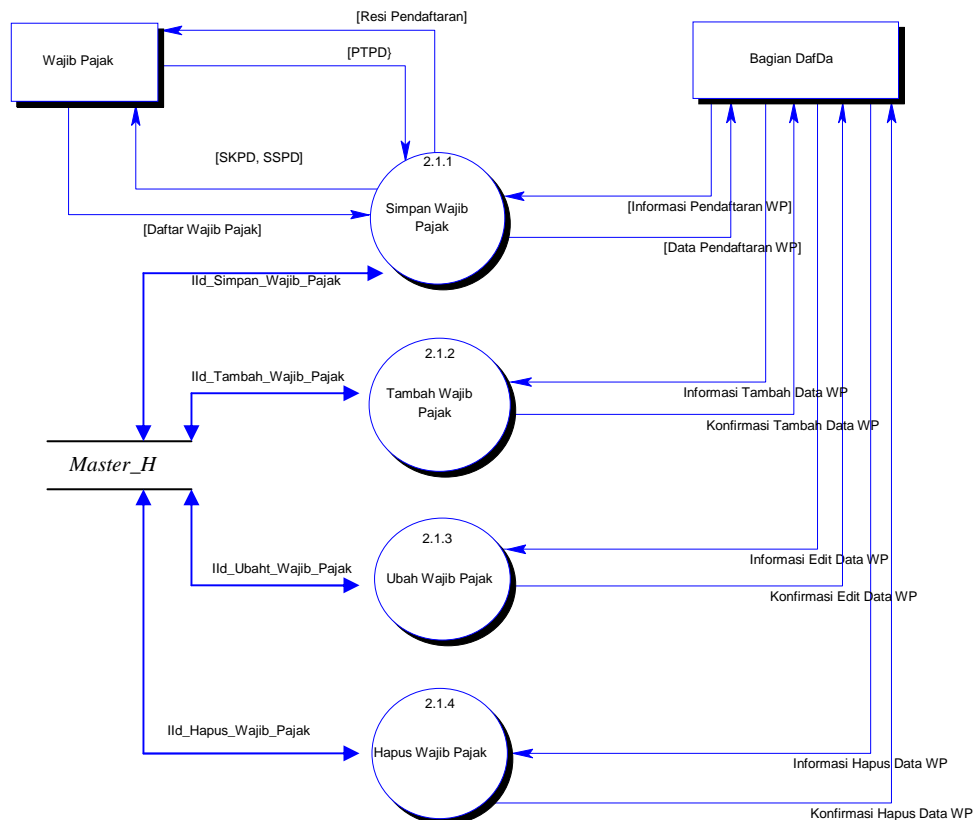 [Resi Pendaftaran]
Wajib Pajak
[PTPD}
Bagian DafDa
[SKPD, SSPD]
2.1.1
Simpan Wajib
Pajak
[Daftar Wajib Pajak]
[Informasi Pendaftaran WP]
[Data Pendaftaran WP]
IId_Simpan_Wajib_Pajak
2.1.2
Tambah Wajib
Pajak
IId_Tambah_Wajib_Pajak
Informasi Tambah Data WP
Konfirmasi Tambah Data WP
Master_H
2.1.3
Ubah Wajib Pajak
IId_Ubaht_Wajib_Pajak
Informasi Edit Data WP
Konfirmasi Edit Data WP
2.1.4
Hapus Wajib Pajak
IId_Hapus_Wajib_Pajak
Informasi Hapus Data WP
Konfirmasi Hapus Data WP